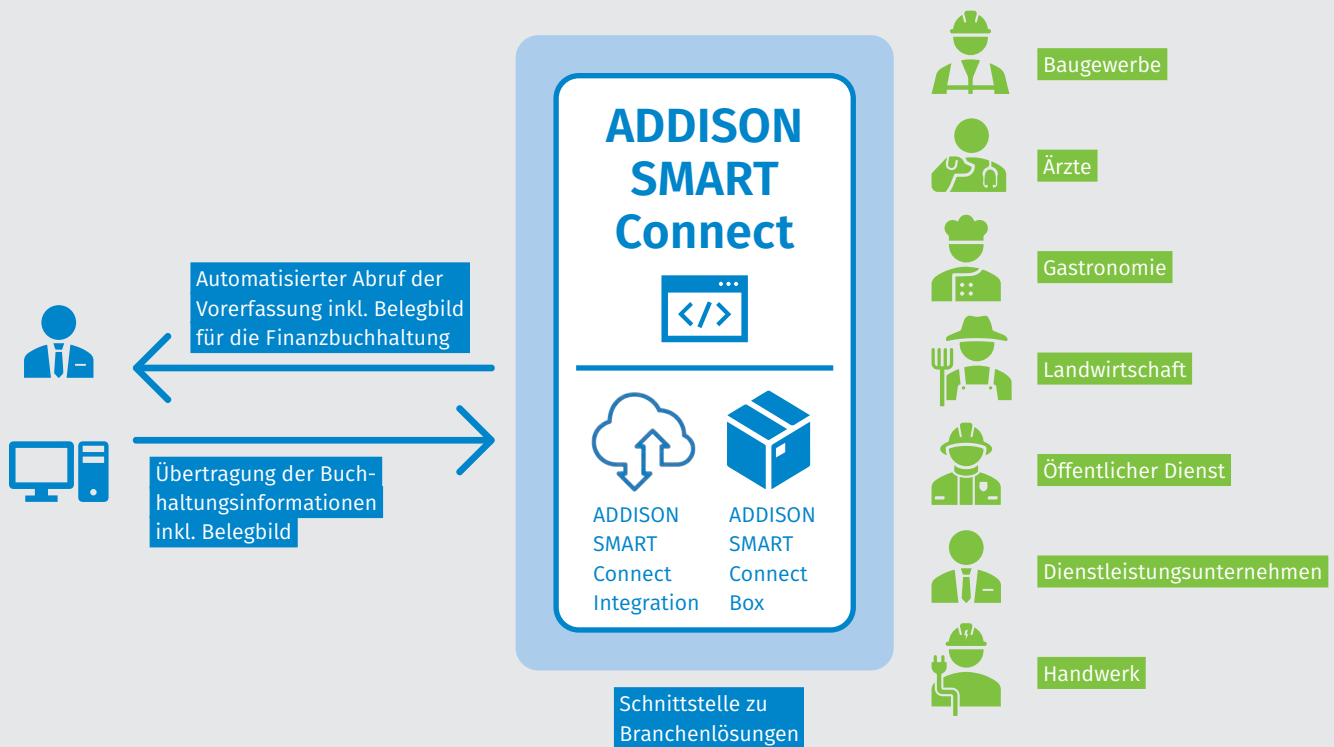 Automatisierter Abruf der
Vorerfassung inkl. Belegbild
für die Finanzbuchhaltung
Übertragung der Buch-
haltungsinformationen
inkl. Belegbild
ADDISON
SMART
Connect
</>
ADDISON
SMART
Connect
Integration
ADDISON
SMART
Connect
Box
Schnittstelle zu
Branchenlösungen
Baugewerbe
Ärzte
Gastronomie
Landwirtschaft
Öffentlicher Dienst
Dienstleistungsunternehmen
Handwerk